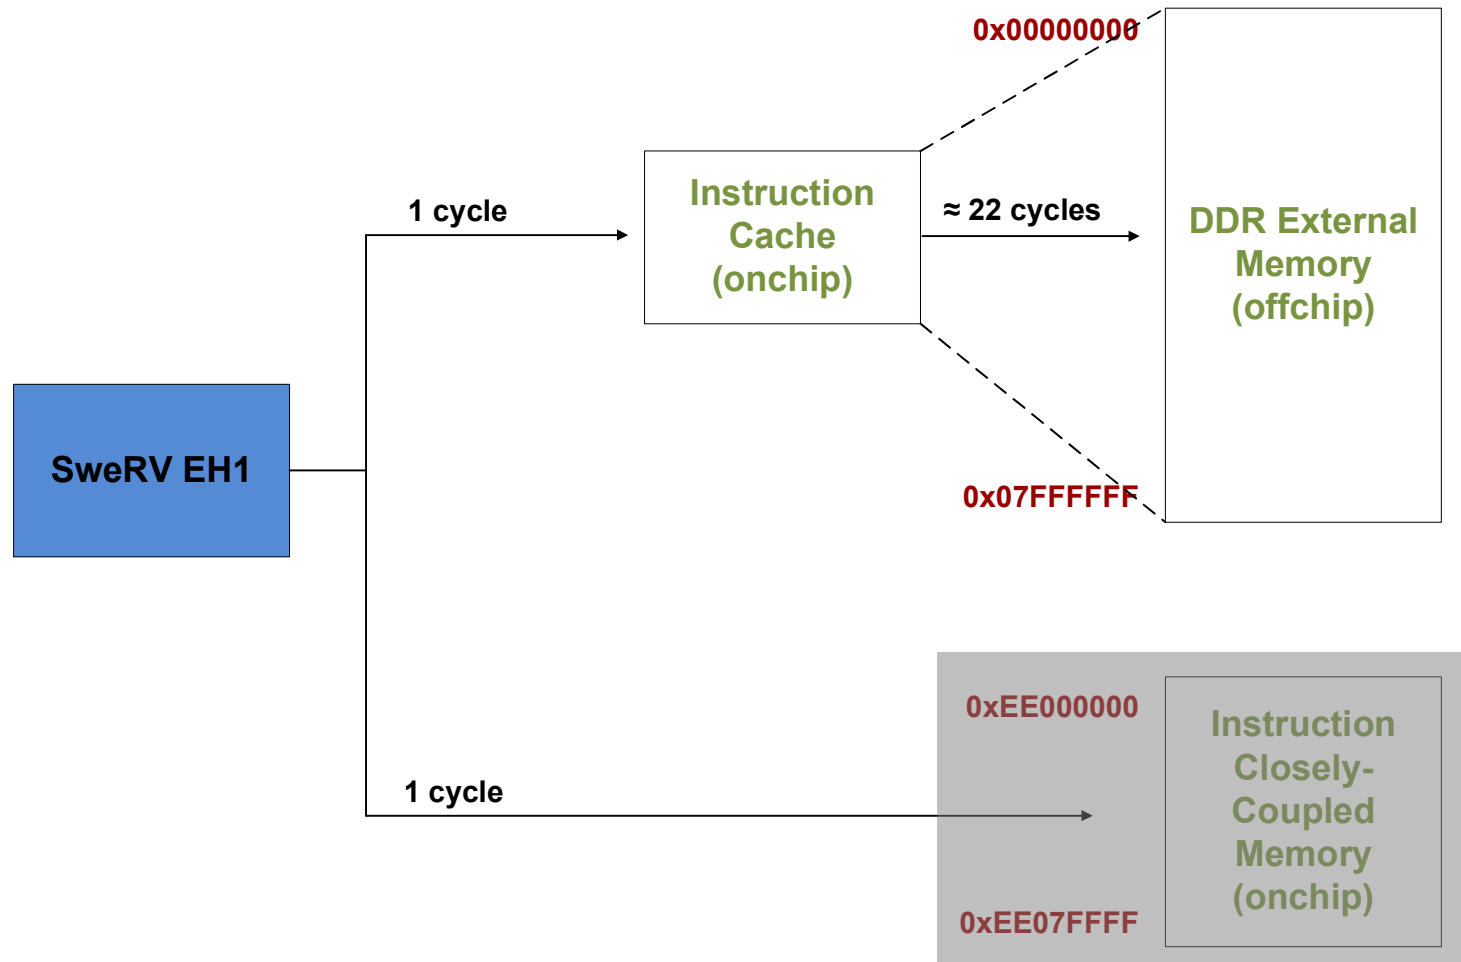 0x00000000
1 cycle
Instruction
Cache
(onchip)
≈ 22 cycles
DDR External
Memory
(offchip)
SweRV EH1
0x07FFFFFF
0xEE000000
Instruction
Closely-
Coupled
Memory
(onchip)
1 cycle
0xEE07FFFF